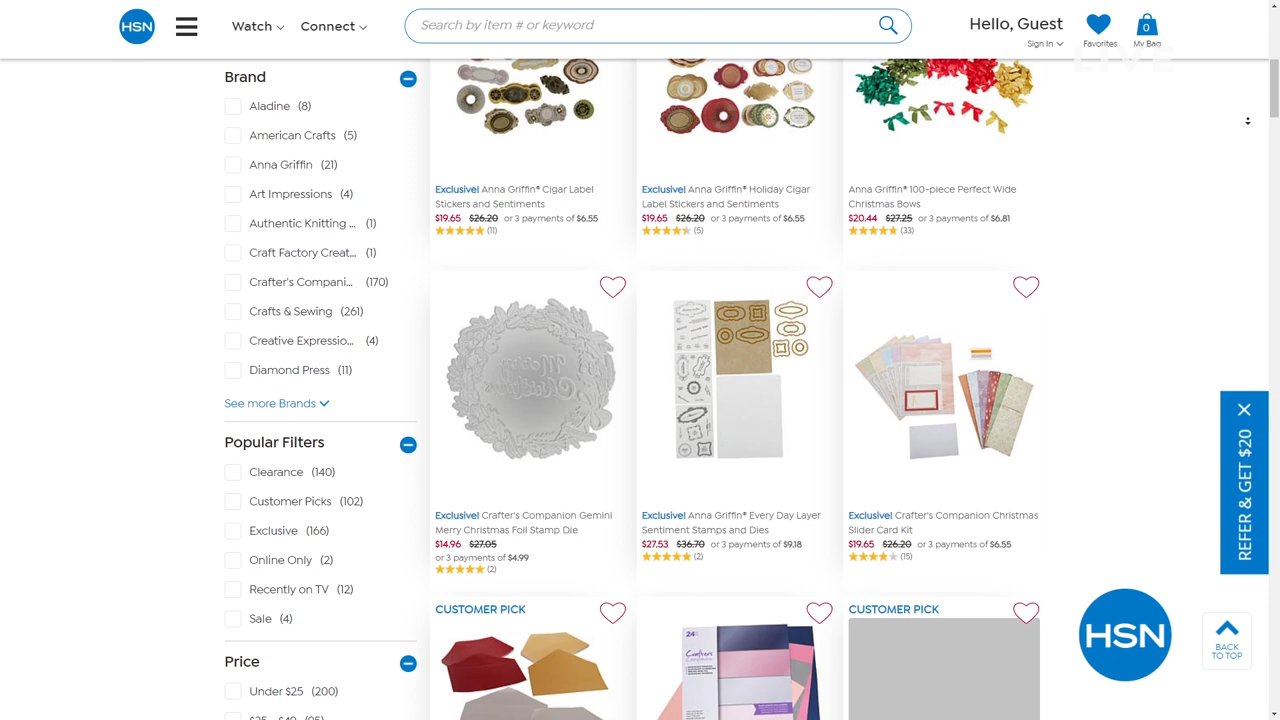 HSN
Watch
Connect
Search by item # or keyword
Hello, Guest
Sign In
Favorites
0
My Bag
LIVE
Brand
Aladine (8)
American Crafts (5)
Anna Griffin (21)
Art Impressions (4)
Authentic Knitting ... (1)
Craft Factory Creat... (1)
Crafter's Compani... (170)
Crafts & Sewing (261)
Creative Expressio... (4)
Diamond Press (11)
See more Brands
Popular Filters
Clearance (140)
Customer Picks (102)
Exclusive (166)
Online Only (2)
Recently on TV (12)
Sale (4)
Price
Under $25 (200)
Exclusive! Anna Griffin® Cigar Label
Stickers and Sentiments
$19.65 $26.20 or 3 payments of $6.55
(11)
Exclusive! Anna Griffin® Holiday Cigar
Label Stickers and Sentiments
$19.65 $26.20 or 3 payments of $6.55
(5)
Anna Griffin® 100-piece Perfect Wide
Christmas Bows
$20.44 $27.25 or 3 payments of $6.81
(33)
Exclusive! Crafter's Companion Gemini
Merry Christmas Foil Stamp Die
$14.96 $27.05
or 3 payments of $4.99
(2)
Exclusive! Anna Griffin® Every Day Layer
Sentiment Stamps and Dies
$27.53 $36.70 or 3 payments of $9.18
(2)
Exclusive! Crafter's Companion Christmas
Slider Card Kit
$19.65 $26.20 or 3 payments of $6.55
(15)
CUSTOMER PICK
24
Crafter's
Companion
CUSTOMER PICK
REFER & GET $20
HSN
BACK
TO TOP